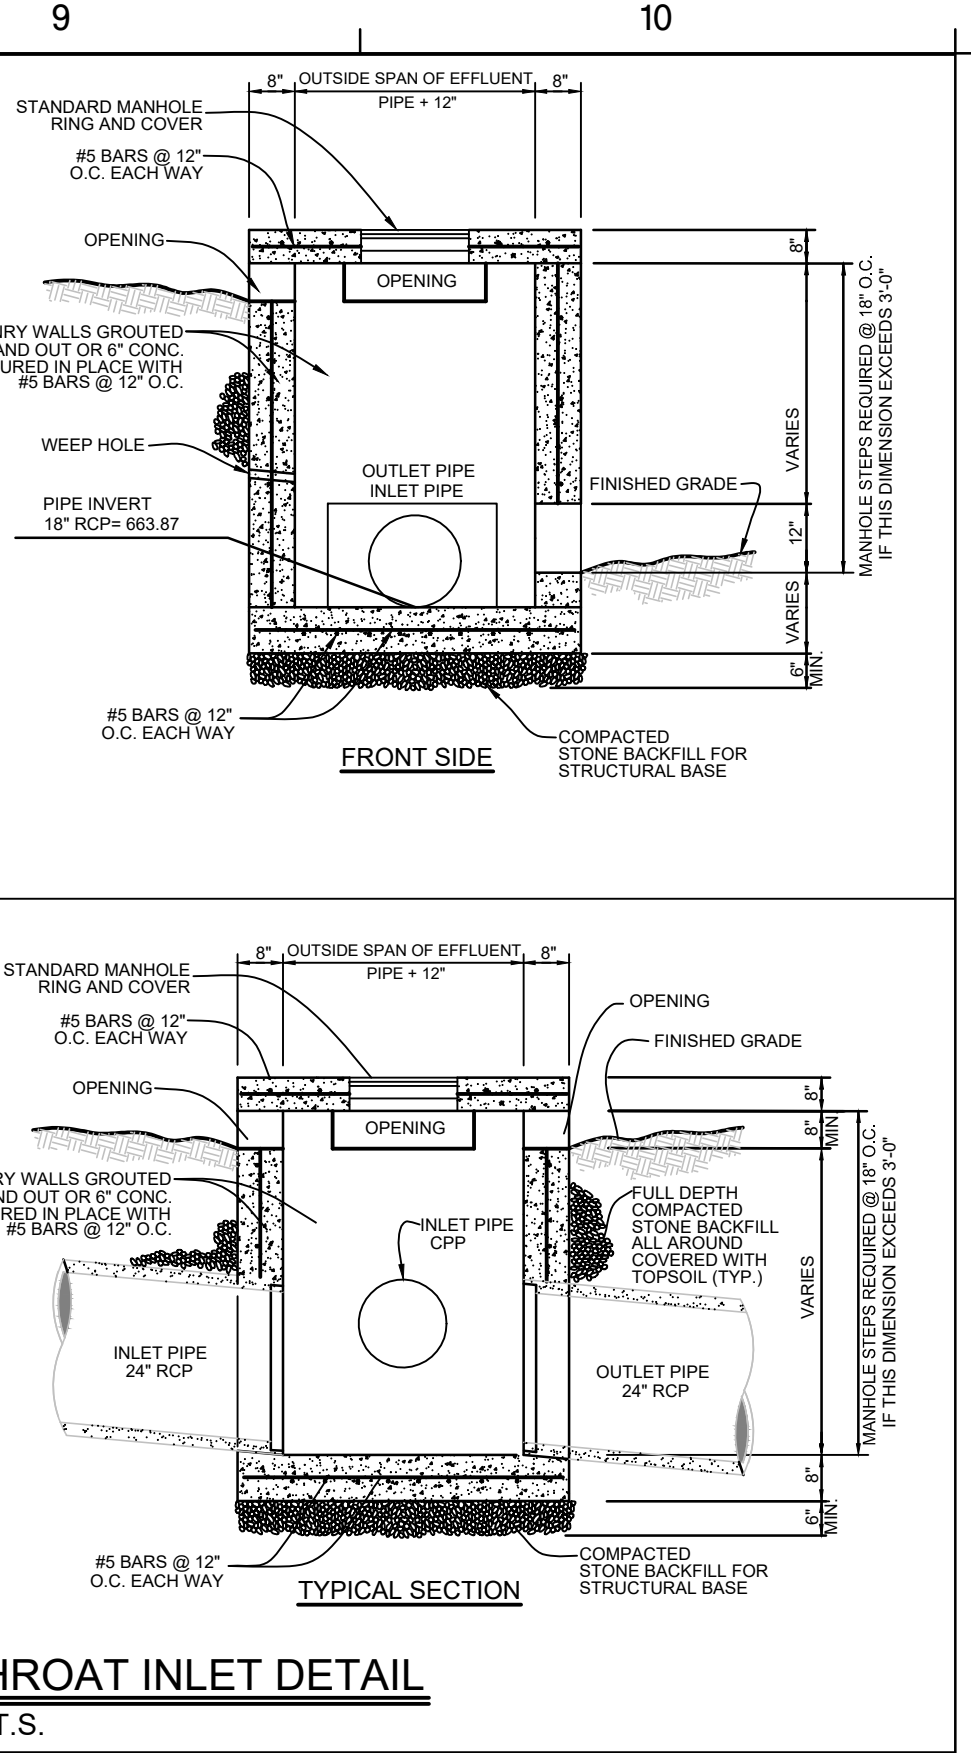 9
10
8"
OUTSIDE SPAN OF EFFLUENT
PIPE + 12"
8"
STANDARD MANHOLE
RING AND COVER
#5 BARS @ 12"
O.C. EACH WAY
OPENING
OPENING
NRY WALLS GROUTED
AND OUT OR 6" CONC.
URED IN PLACE WITH
#5 BARS @ 12" O.C.
WEEP HOLE
PIPE INVERT
18" RCP= 663.87
OUTLET PIPE
INLET PIPE
FINISHED GRADE
8"
VARIES
12"
VARIES
6"
MIN.
MANHOLE STEPS REQUIRED @ 18" O.C.
IF THIS DIMENSION EXCEEDS 3'-0"
#5 BARS @ 12"
O.C. EACH WAY
FRONT SIDE
COMPACTED
STONE BACKFILL FOR
STRUCTURAL BASE
8"
OUTSIDE SPAN OF EFFLUENT
PIPE + 12"
8"
STANDARD MANHOLE
RING AND COVER
#5 BARS @ 12"
O.C. EACH WAY
OPENING
OPENING
OPENING
FINISHED GRADE
RY WALLS GROUTED
ND OUT OR 6" CONC.
RED IN PLACE WITH
#5 BARS @ 12" O.C.
INLET PIPE
CPP
FULL DEPTH
COMPACTED
STONE BACKFILL
ALL AROUND
COVERED WITH
TOPSOIL (TYP.)
INLET PIPE
24" RCP
OUTLET PIPE
24" RCP
8"
8"
MIN
VARIES
8"
6"
MIN.
MANHOLE STEPS REQUIRED @ 18" O.C.
IF THIS DIMENSION EXCEEDS 3'-0"
#5 BARS @ 12"
O.C. EACH WAY
TYPICAL SECTION
COMPACTED
STONE BACKFILL FOR
STRUCTURAL BASE
HROAT INLET DETAIL
T.S.